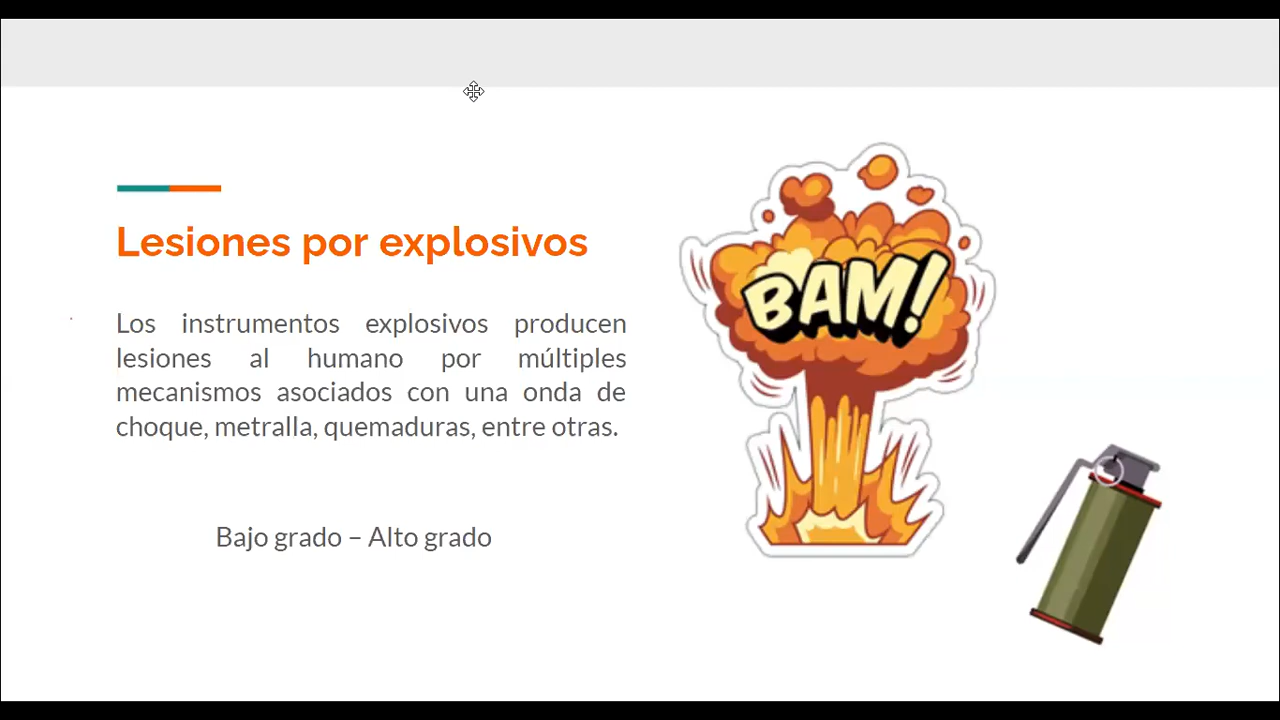 Lesiones por explosivos
Los instrumentos explosivos producen
lesiones al humano por múltiples
mecanismos asociados con una onda de
choque, metralla, quemaduras, entre otras.
Bajo grado – Alto grado
BAM!